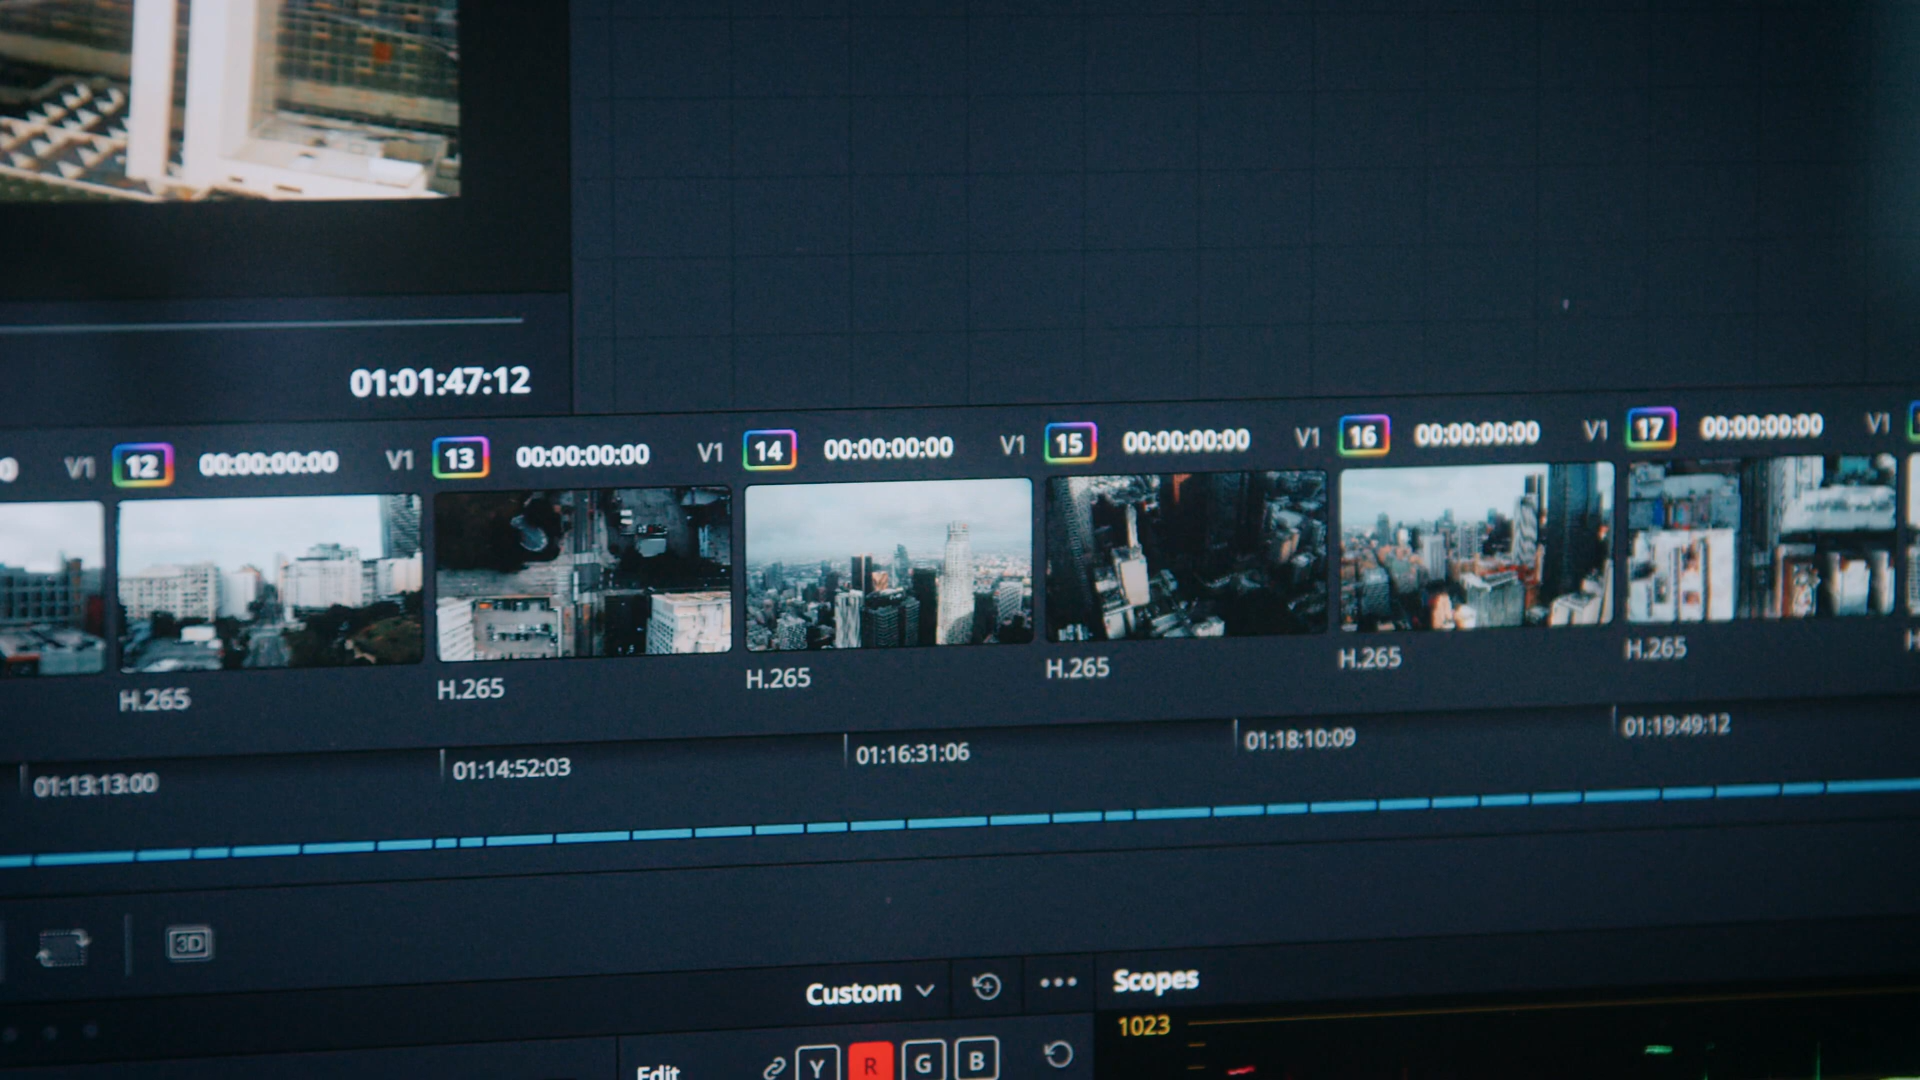 01:01:47:12
V1 12 00:00:00:00 V1 13 00:00:00:00 V1 14 00:00:00:00 V1 15 00:00:00:00 V1 16 00:00:00:00 V1 17 00:00:00:00 V1
H.265 H.265 H.265 H.265 H.265 H.265
01:13:13:00 01:14:52:03 01:16:31:06 01:18:10:09 01:19:49:12
3D
Custom Scopes
1023
Edit Y R G B